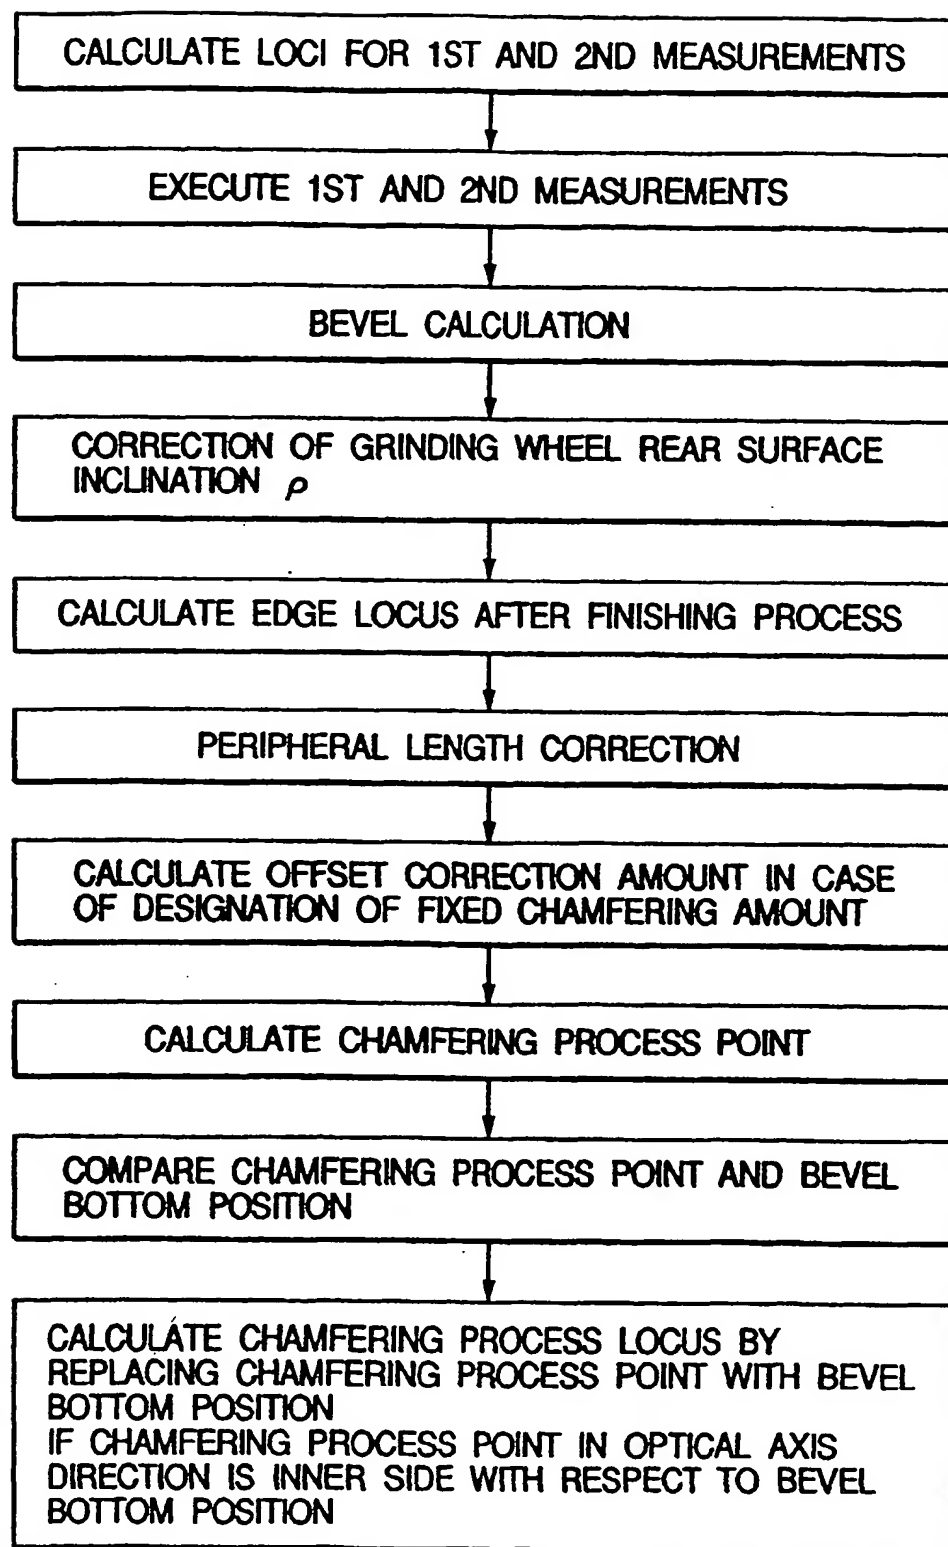 CALCULATE LOCI FOR 1ST AND 2ND MEASUREMENTS
EXECUTE 1ST AND 2ND MEASUREMENTS
BEVEL CALCULATION
CORRECTION OF GRINDING WHEEL REAR SURFACE
INCLINATION ρ
CALCULATE EDGE LOCUS AFTER FINISHING PROCESS
PERIPHERAL LENGTH CORRECTION
CALCULATE OFFSET CORRECTION AMOUNT IN CASE
OF DESIGNATION OF FIXED CHAMFERING AMOUNT
CALCULATE CHAMFERING PROCESS POINT
COMPARE CHAMFERING PROCESS POINT AND BEVEL
BOTTOM POSITION
CALCULATE CHAMFERING PROCESS LOCUS BY
REPLACING CHAMFERING PROCESS POINT WITH BEVEL
BOTTOM POSITION
IF CHAMFERING PROCESS POINT IN OPTICAL AXIS
DIRECTION IS INNER SIDE WITH RESPECT TO BEVEL
BOTTOM POSITION